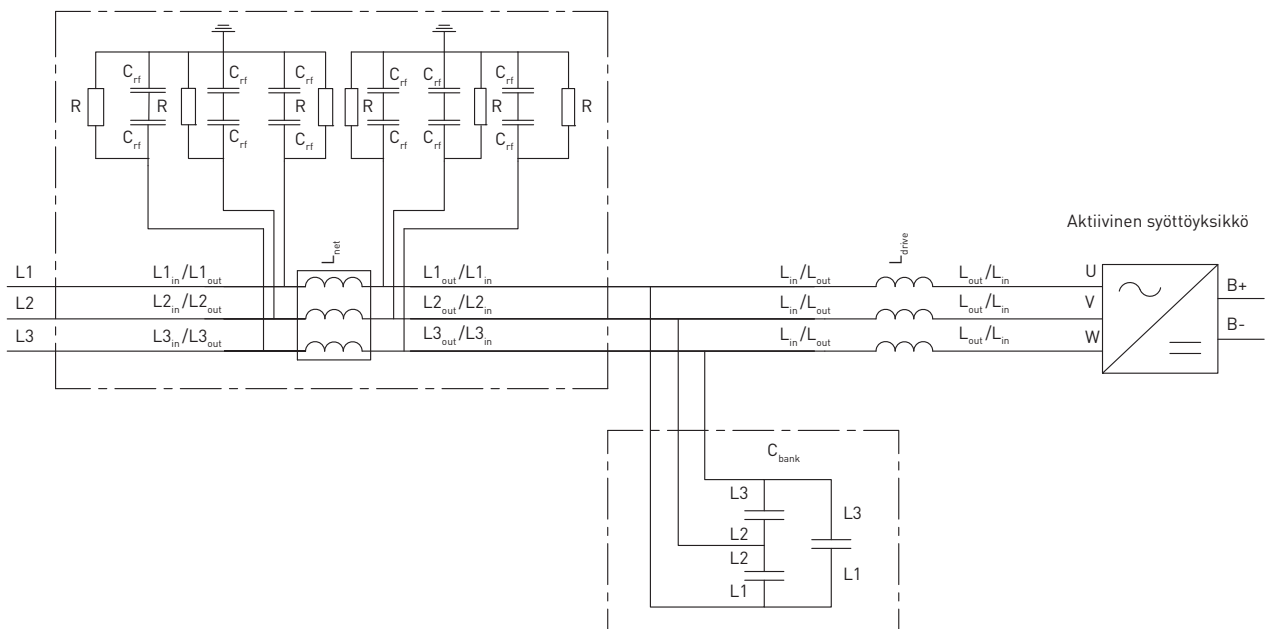 C_rf C_rf C_rf C_rf C_rf C_rf
R R R R R
C_rf C_rf C_rf C_rf C_rf C_rf
L_net
L_drive
Aktiivinen syöttöyksikkö
L1 L1_in/L1_out L1_out/L1_in L_in/L_out L_out/L_in U B+
L2 L2_in/L2_out L2_out/L2_in L_in/L_out L_out/L_in V
L3 L3_in/L3_out L3_out/L3_in L_in/L_out L_out/L_in W B-
C_bank
L3 L3
L2
L2
L1 L1